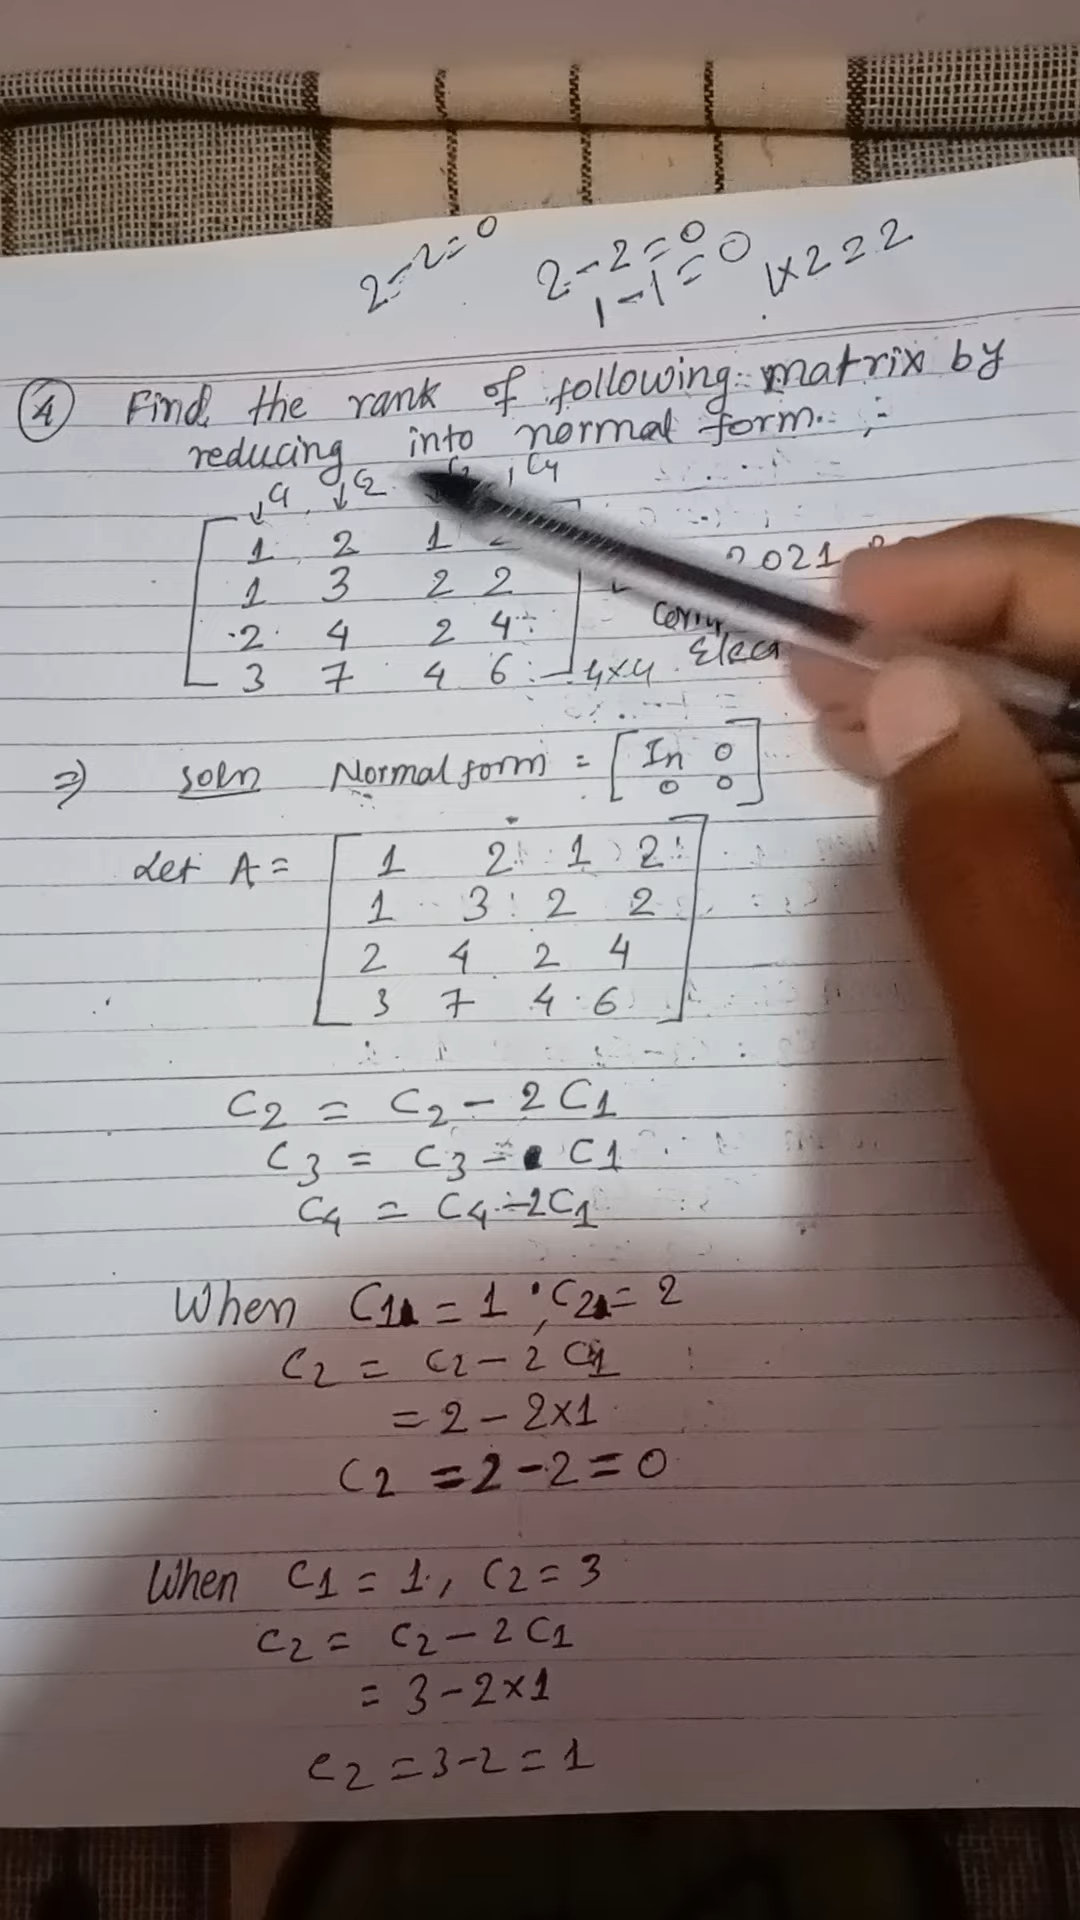 2-2=0 2-2=0 1×2=2
1-1=0
④ Find the rank of following matrix by
reducing into normal form :-
C2 C4
1 2 1
1 3 2 2
2 4 2 4
3 7 4 6 4×4
2021
Elec
=) Soln Normal form = [In 0
0 0]
Let A = [1 2 1 2
1 3 2 2
2 4 2 4
3 7 4 6]
C2 = C2 - 2C1
C3 = C3 - C1
C4 = C4 - 2C1
When C1 = 1, C2 = 2
C2 = C2 - 2C1
= 2 - 2×1
C2 = 2-2 = 0
When C1 = 1, C2 = 3
C2 = C2 - 2C1
= 3 - 2×1
C2 = 3-2 = 1